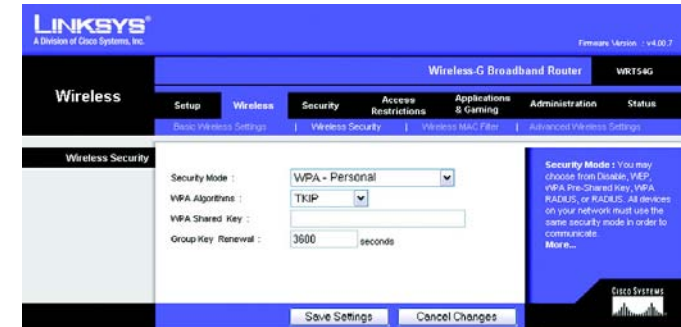 LINKSYS®
A Division of Cisco Systems, Inc.
Firmware Version : v4.00.7
Wireless-G Broadband Router
WRT54G
Wireless
Setup
Wireless
Security
Access Restrictions
Applications & Gaming
Administration
Status
Basic Wireless Settings | Wireless Security | Wireless MAC Filter | Advanced Wireless Settings
Wireless Security
Security Mode : WPA - Personal
WPA Algorithms : TKIP
WPA Shared Key :
Group Key Renewal : 3600 seconds
Security Mode : You may
choose from Disable, WEP,
WPA Pre-Shared Key, WPA
RADIUS, or RADIUS. All devices
on your network must use the
same security mode in order to
communicate.
More...
CISCO SYSTEMS
Save Settings
Cancel Changes